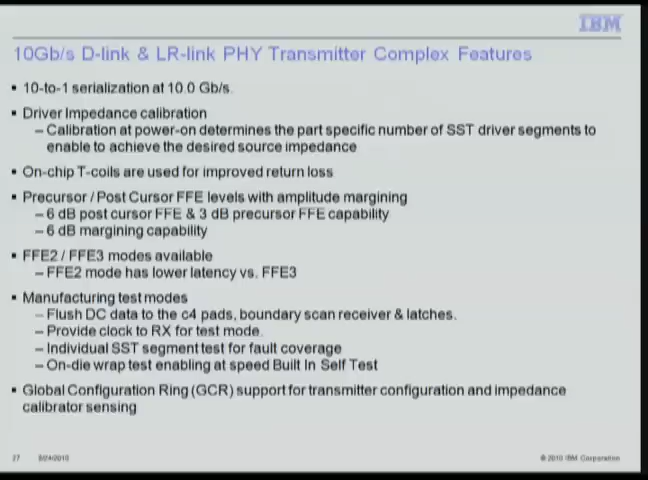 IBM
10Gb/s D-link & LR-link PHY Transmitter Complex Features
▪ 10-to-1 serialization at 10.0 Gb/s.
▪ Driver Impedance calibration
– Calibration at power-on determines the part specific number of SST driver segments to
enable to achieve the desired source impedance
▪ On-chip T-coils are used for improved return loss
▪ Precursor / Post Cursor FFE levels with amplitude margining
– 6 dB post cursor FFE & 3 dB precursor FFE capability
– 6 dB margining capability
▪ FFE2 / FFE3 modes available
– FFE2 mode has lower latency vs. FFE3
▪ Manufacturing test modes
– Flush DC data to the c4 pads, boundary scan receiver & latches.
– Provide clock to RX for test mode.
– Individual SST segment test for fault coverage
– On-die wrap test enabling at speed Built In Self Test
▪ Global Configuration Ring (GCR) support for transmitter configuration and impedance
calibrator sensing
27 8/24/2010 © 2010 IBM Corporation